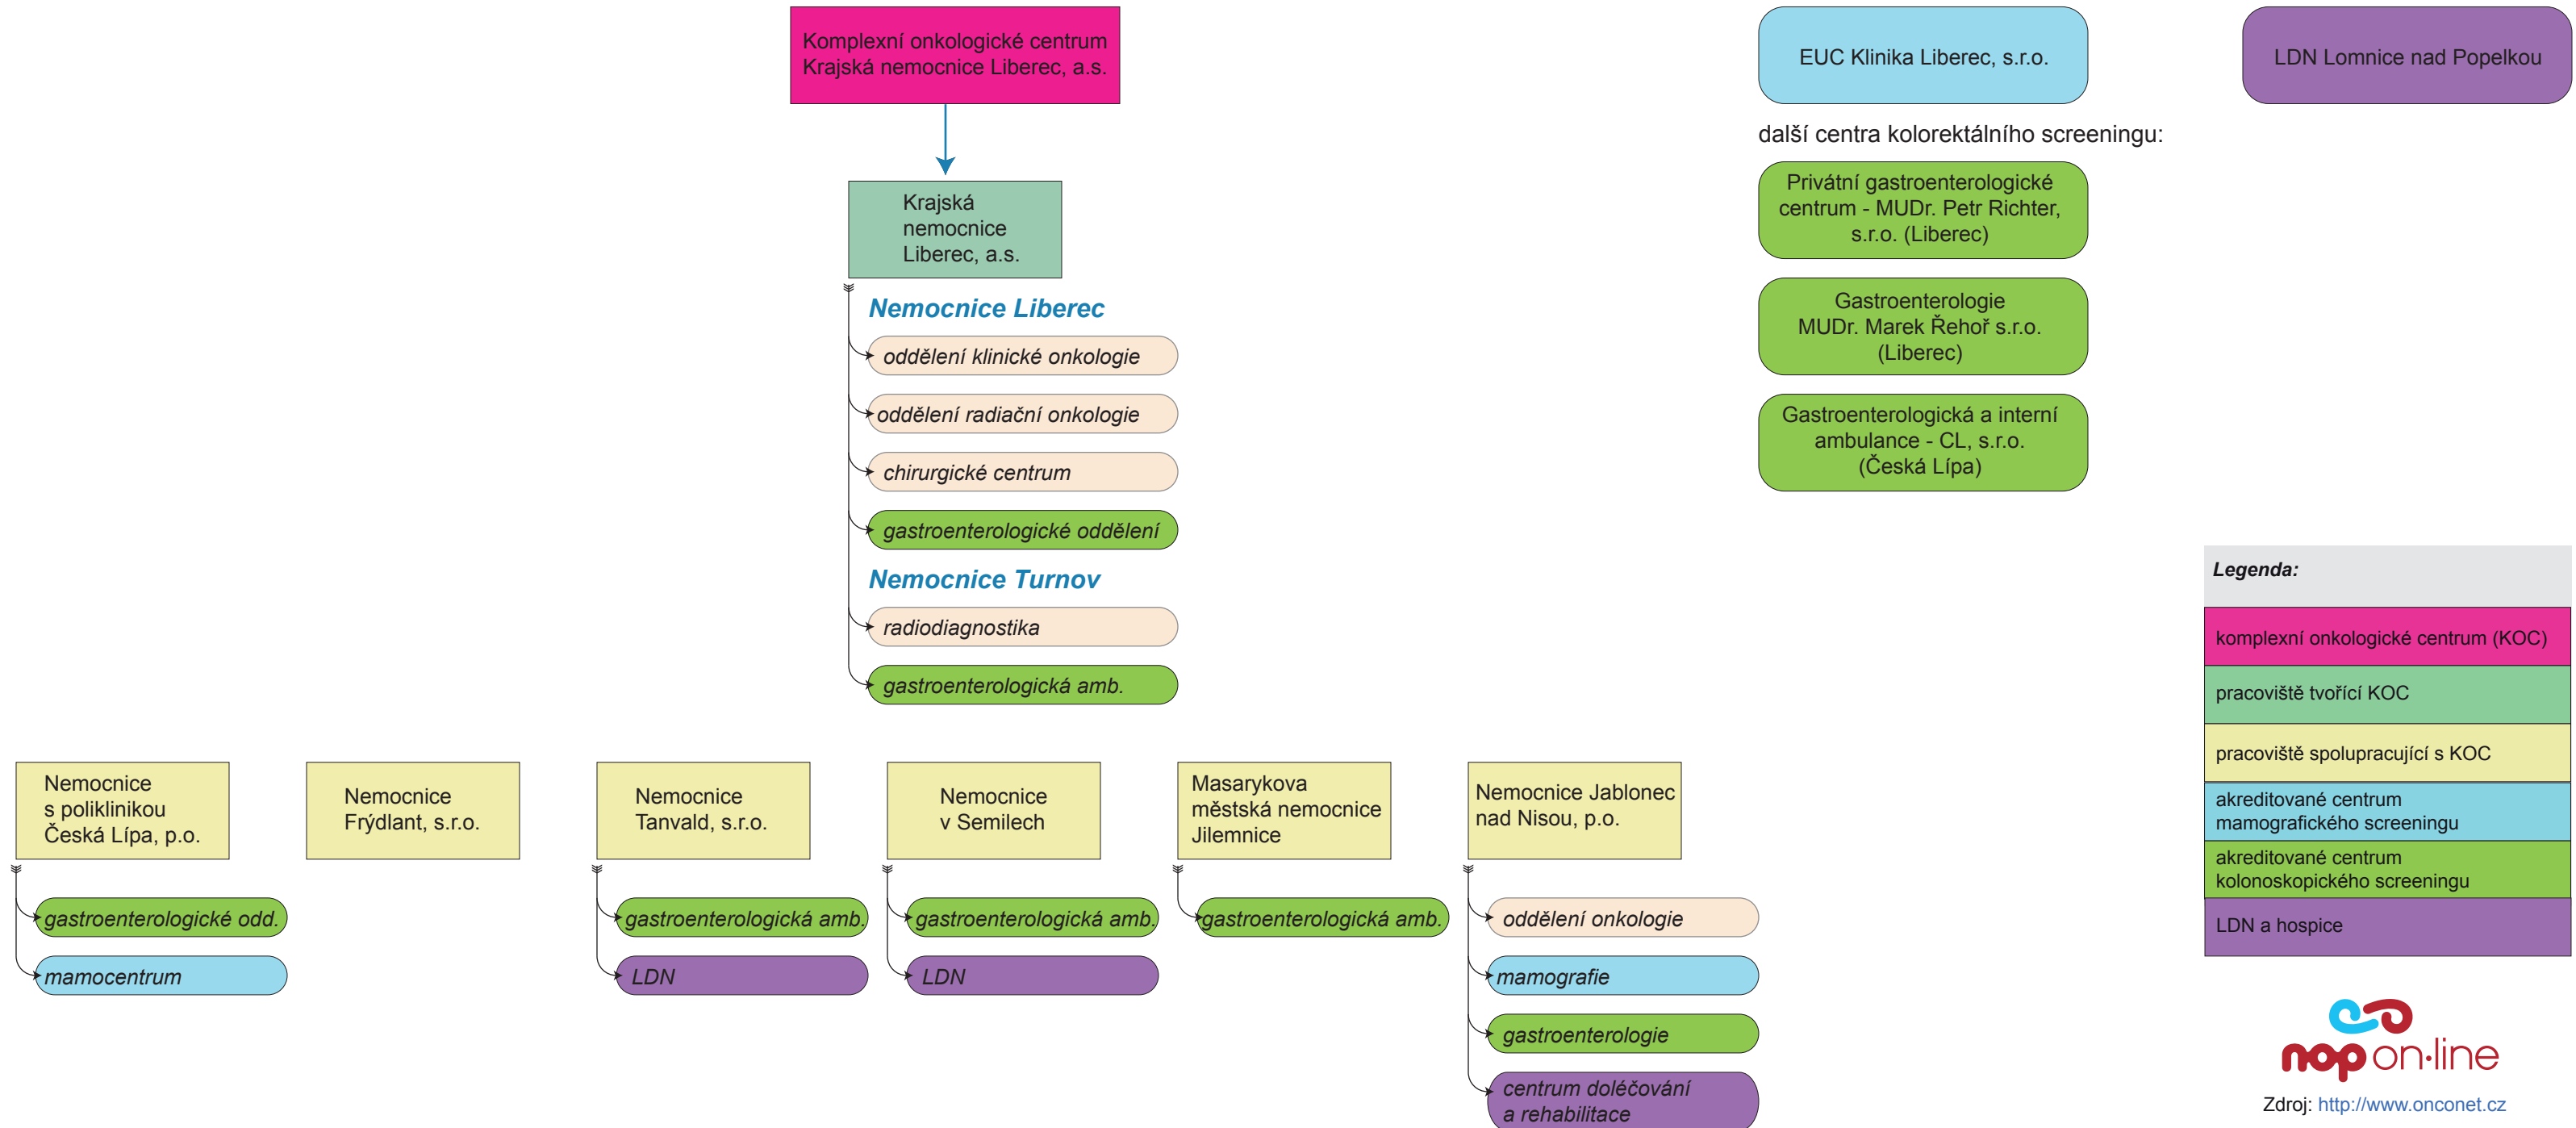 Komplexní onkologické centrum
Krajská nemocnice Liberec, a.s.
EUC Klinika Liberec, s.r.o.
LDN Lomnice nad Popelkou
další centra kolorektálního screeningu:
Privátní gastroenterologické
centrum - MUDr. Petr Richter,
s.r.o. (Liberec)
Gastroenterologie
MUDr. Marek Řehoř s.r.o.
(Liberec)
Gastroenterologická a interní
ambulance - CL, s.r.o.
(Česká Lípa)
Krajská
nemocnice
Liberec, a.s.
Nemocnice Liberec
oddělení klinické onkologie
oddělení radiační onkologie
chirurgické centrum
gastroenterologické oddělení
Nemocnice Turnov
radiodiagnostika
gastroenterologická amb.
Nemocnice
s poliklinikou
Česká Lípa, p.o.
gastroenterologické odd.
mamocentrum
Nemocnice
Frýdlant, s.r.o.
Nemocnice
Tanvald, s.r.o.
gastroenterologická amb.
LDN
Nemocnice
v Semilech
gastroenterologická amb.
LDN
Masarykova
městská nemocnice
Jilemnice
gastroenterologická amb.
Nemocnice Jablonec
nad Nisou, p.o.
oddělení onkologie
mamografie
gastroenterologie
centrum doléčování
a rehabilitace
Legenda:
komplexní onkologické centrum (KOC)
pracoviště tvořící KOC
pracoviště spolupracující s KOC
akreditované centrum
mamografického screeningu
akreditované centrum
kolonoskopického screeningu
LDN a hospice
nop on·line
Zdroj: http://www.onconet.cz